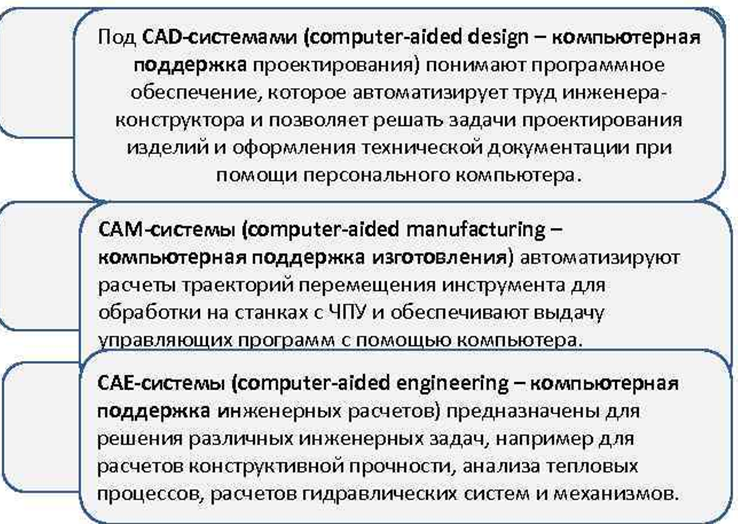 Под CAD-системами (computer-aided design – компьютерная
поддержка проектирования) понимают программное
обеспечение, которое автоматизирует труд инженера-
конструктора и позволяет решать задачи проектирования
изделий и оформления технической документации при
помощи персонального компьютера.
CAM-системы (computer-aided manufacturing –
компьютерная поддержка изготовления) автоматизируют
расчеты траекторий перемещения инструмента для
обработки на станках с ЧПУ и обеспечивают выдачу
управляющих программ с помощью компьютера.
CAE-системы (computer-aided engineering – компьютерная
поддержка инженерных расчетов) предназначены для
решения различных инженерных задач, например для
расчетов конструктивной прочности, анализа тепловых
процессов, расчетов гидравлических систем и механизмов.